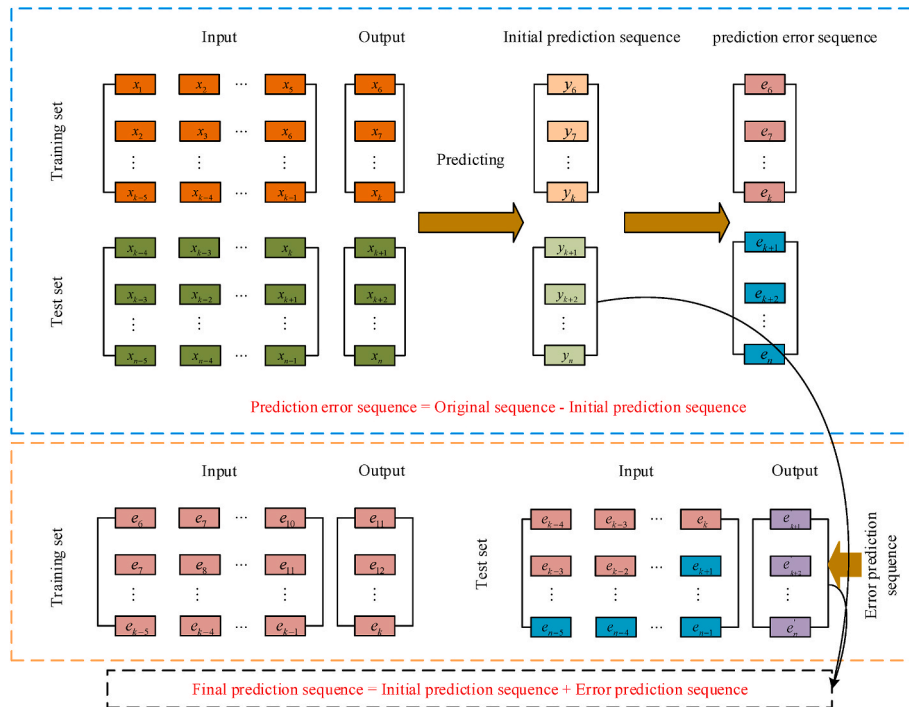 Input Output Initial prediction sequence prediction error sequence
Training set
x₁ x₂ ⋯ x₅ x₆ y₆ e₆
x₂ x₃ ⋯ x₆ x₇ y₇ e₇
⋮ ⋮ ⋮ ⋮ ⋮ ⋮
Predicting
xₖ₋₅ xₖ₋₄ ⋯ xₖ₋₁ xₖ yₖ eₖ
Test set
xₖ₋₄ xₖ₋₃ ⋯ xₖ xₖ₊₁ yₖ₊₁ eₖ₊₁
xₖ₋₃ xₖ₋₂ ⋯ xₖ₊₁ xₖ₊₂ yₖ₊₂ eₖ₊₂
⋮ ⋮ ⋮ ⋮ ⋮ ⋮
xₙ₋₅ xₙ₋₄ ⋯ xₙ₋₁ xₙ yₙ eₙ
Prediction error sequence = Original sequence - Initial prediction sequence
Input Output
Training set
e₆ e₇ ⋯ e₁₀ e₁₁
e₇ e₈ ⋯ e₁₁ e₁₂
⋮ ⋮ ⋮ ⋮
eₖ₋₅ eₖ₋₄ ⋯ eₖ₋₁ eₖ
Input Output
Test set
eₖ₋₄ eₖ₋₃ ⋯ eₖ e'ₖ₊₁
eₖ₋₃ eₖ₋₂ ⋯ eₖ₊₁ e'ₖ₊₂
⋮ ⋮ ⋮ ⋮
eₙ₋₅ eₙ₋₄ ⋯ eₙ₋₁ e'ₙ
Error prediction
sequence
Final prediction sequence = Initial prediction sequence + Error prediction sequence